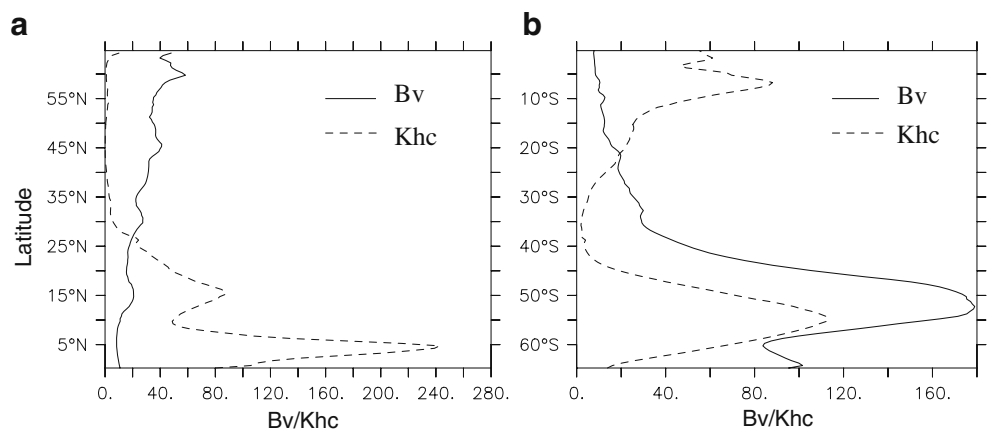 a
b
Bv
Khc
55°N
45°N
35°N
25°N
15°N
5°N
Latitude
0. 40. 80. 120. 160. 200. 240. 280.
Bv/Khc
Bv
Khc
10°S
20°S
30°S
40°S
50°S
60°S
0. 40. 80. 120. 160.
Bv/Khc